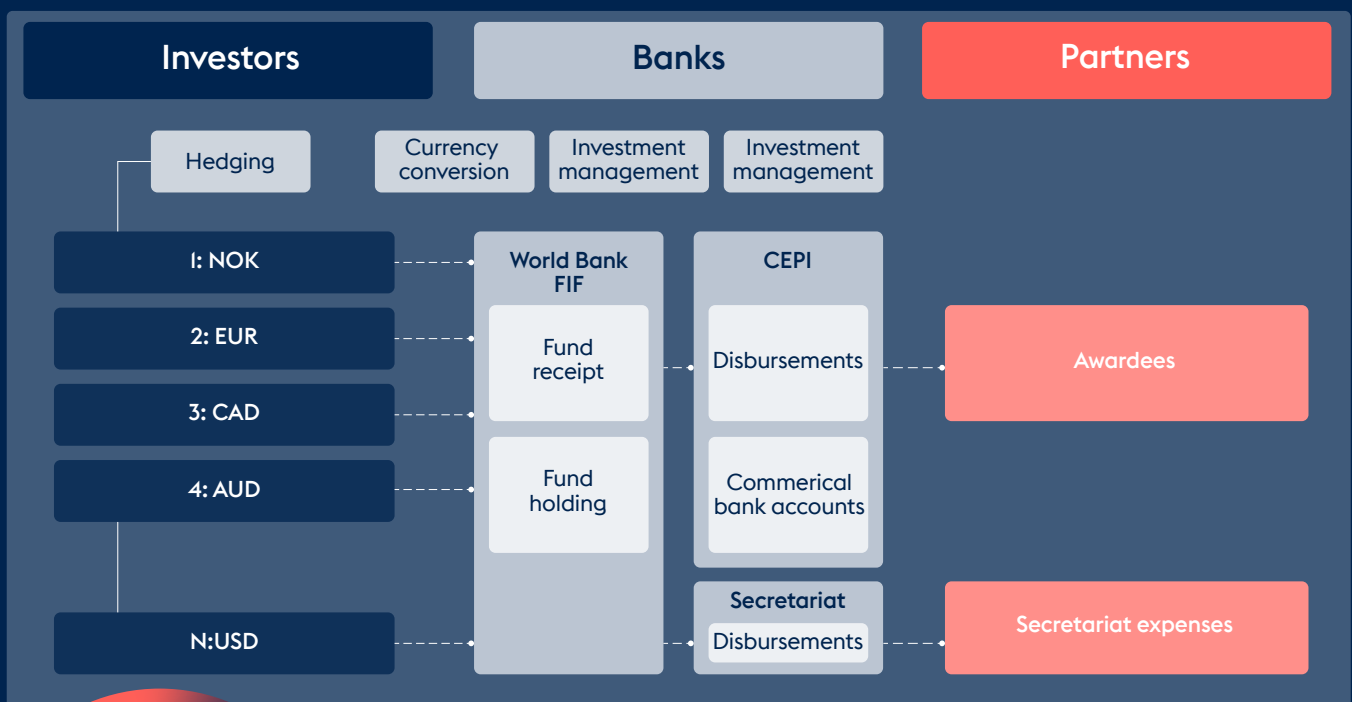 Investors
Banks
Partners
Hedging
Currency
conversion
Investment
management
Investment
management
1: NOK
2: EUR
3: CAD
4: AUD
N:USD
World Bank
FIF
Fund
receipt
Fund
holding
CEPI
Disbursements
Commerical
bank accounts
Secretariat
Disbursements
Awardees
Secretariat expenses